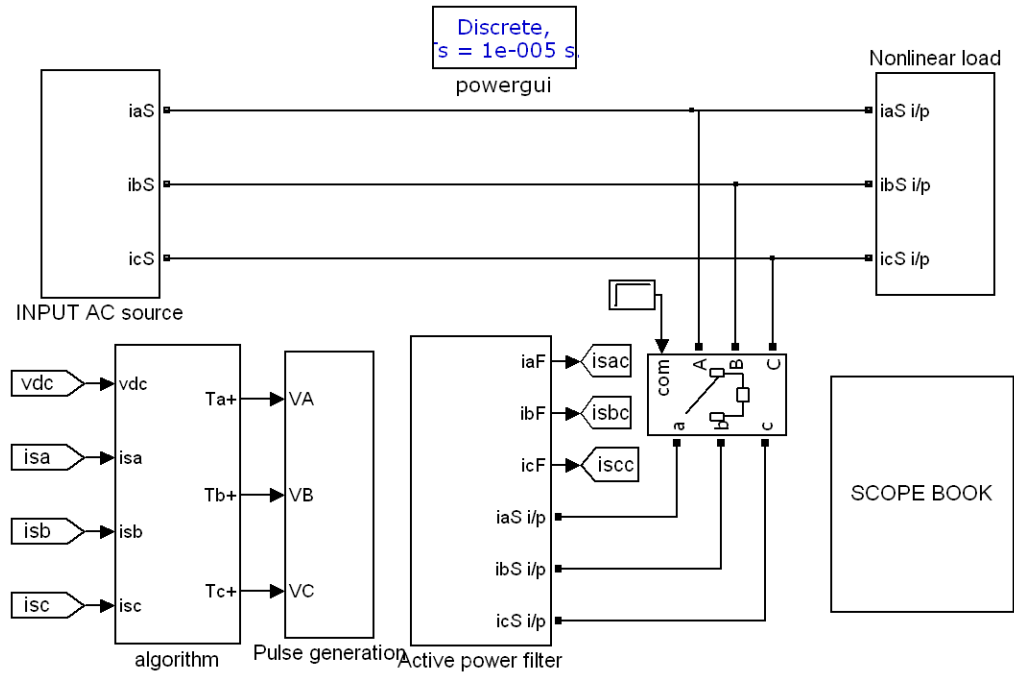 Discrete,
Ts = 1e-005 s.
powergui
Nonlinear load
iaS
iaS i/p
ibS
ibS i/p
icS
icS i/p
INPUT AC source
vdc
vdc
Ta+
VA
isa
isa
Tb+
VB
isb
isb
Tc+
VC
isc
isc
algorithm
Pulse generation
iaF
isac
ibF
isbc
icF
iscc
iaS i/p
ibS i/p
icS i/p
Active power filter
com
A
B
C
a
b
c
SCOPE BOOK